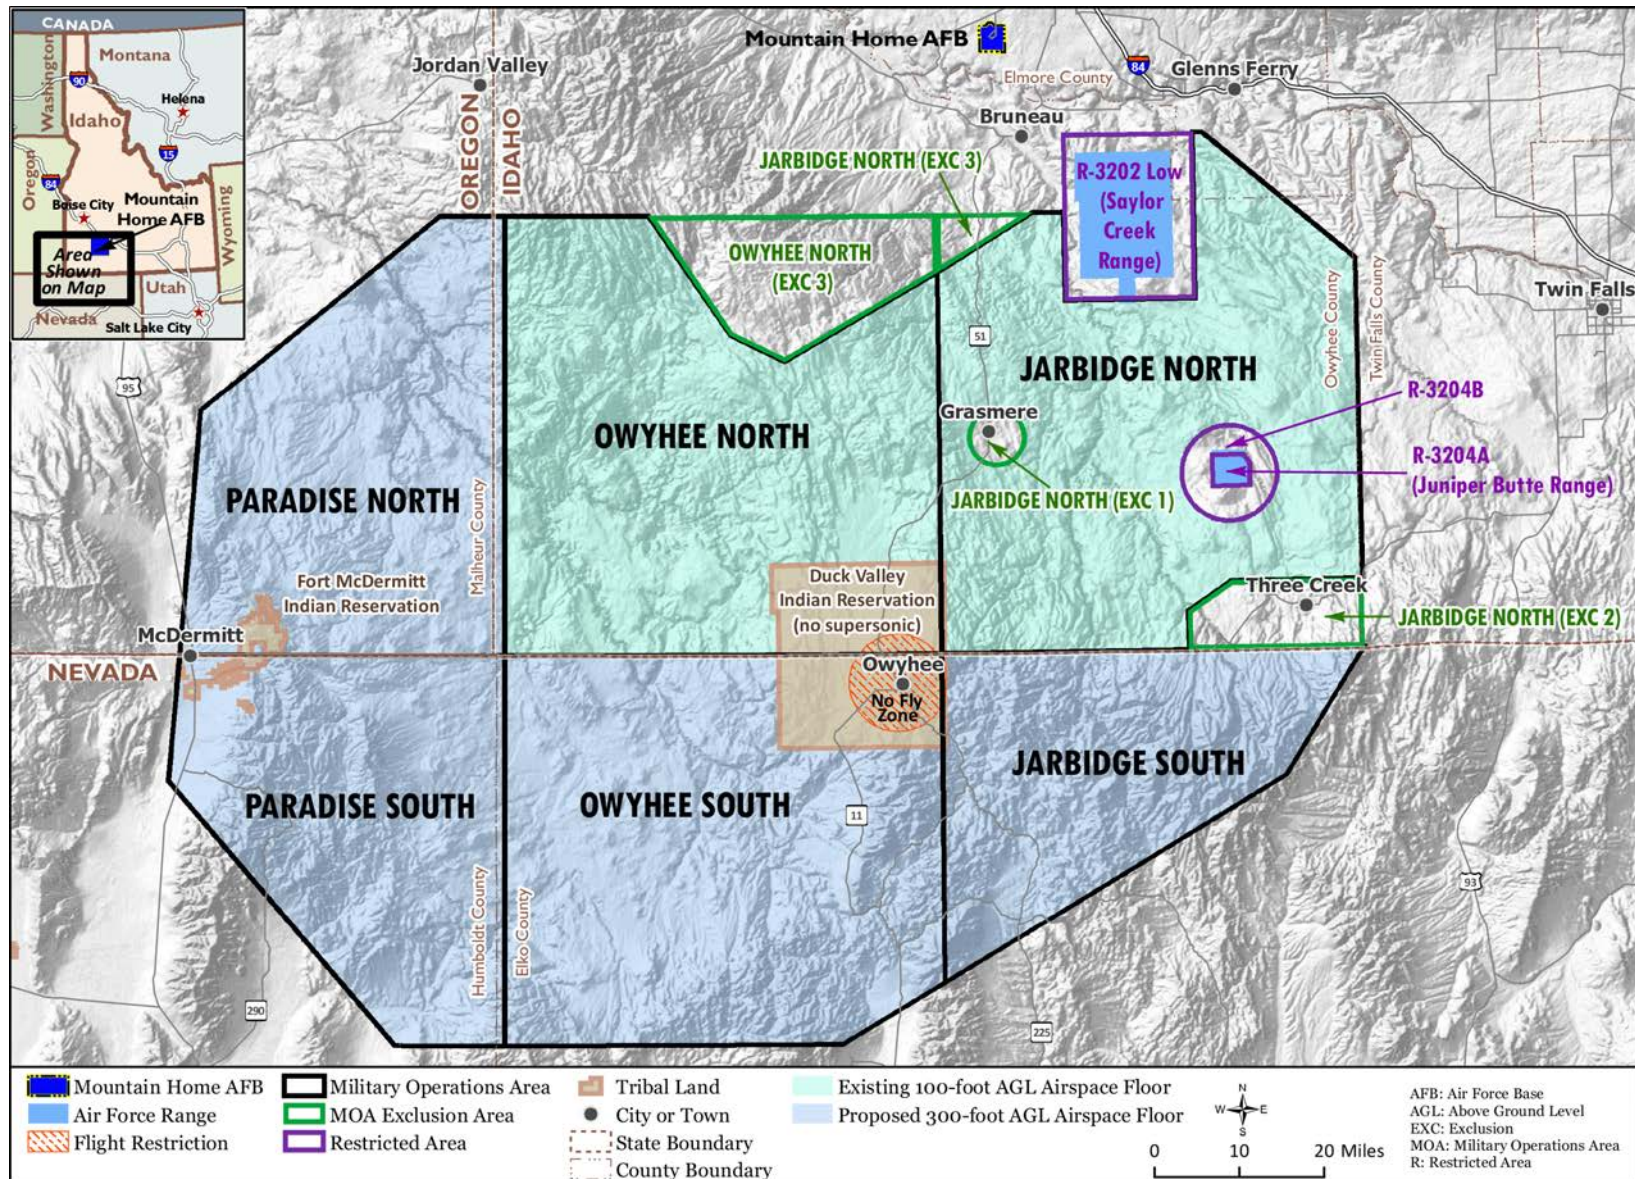 CANADA
Washington
Montana
90
Helena
Idaho
15
Oregon
84
Boise City
Mountain
Home AFB
Wyoming
Area
Shown
on Map
Utah
Nevada
Salt Lake City
Mountain Home AFB
Jordan Valley
84
Glenns Ferry
Elmore County
OREGON
IDAHO
Bruneau
JARBIDGE NORTH (EXC 3)
R-3202 Low
(Saylor
Creek
Range)
OWYHEE NORTH
(EXC 3)
Twin Falls
Owyhee County
Twin Falls County
51
95
JARBIDGE NORTH
R-3204B
Grasmere
OWYHEE NORTH
R-3204A
(Juniper Butte Range)
PARADISE NORTH
JARBIDGE NORTH (EXC 1)
Malheur County
Fort McDermitt
Indian Reservation
Duck Valley
Indian Reservation
(no supersonic)
Three Creek
JARBIDGE NORTH (EXC 2)
McDermitt
NEVADA
Owyhee
No Fly
Zone
JARBIDGE SOUTH
PARADISE SOUTH
OWYHEE SOUTH
11
93
Humboldt County
Elko County
290
225
Mountain Home AFB
Air Force Range
Flight Restriction
Military Operations Area
MOA Exclusion Area
Restricted Area
Tribal Land
City or Town
State Boundary
County Boundary
Existing 100-foot AGL Airspace Floor
Proposed 300-foot AGL Airspace Floor
N
W E
S
0 10 20 Miles
AFB: Air Force Base
AGL: Above Ground Level
EXC: Exclusion
MOA: Military Operations Area
R: Restricted Area